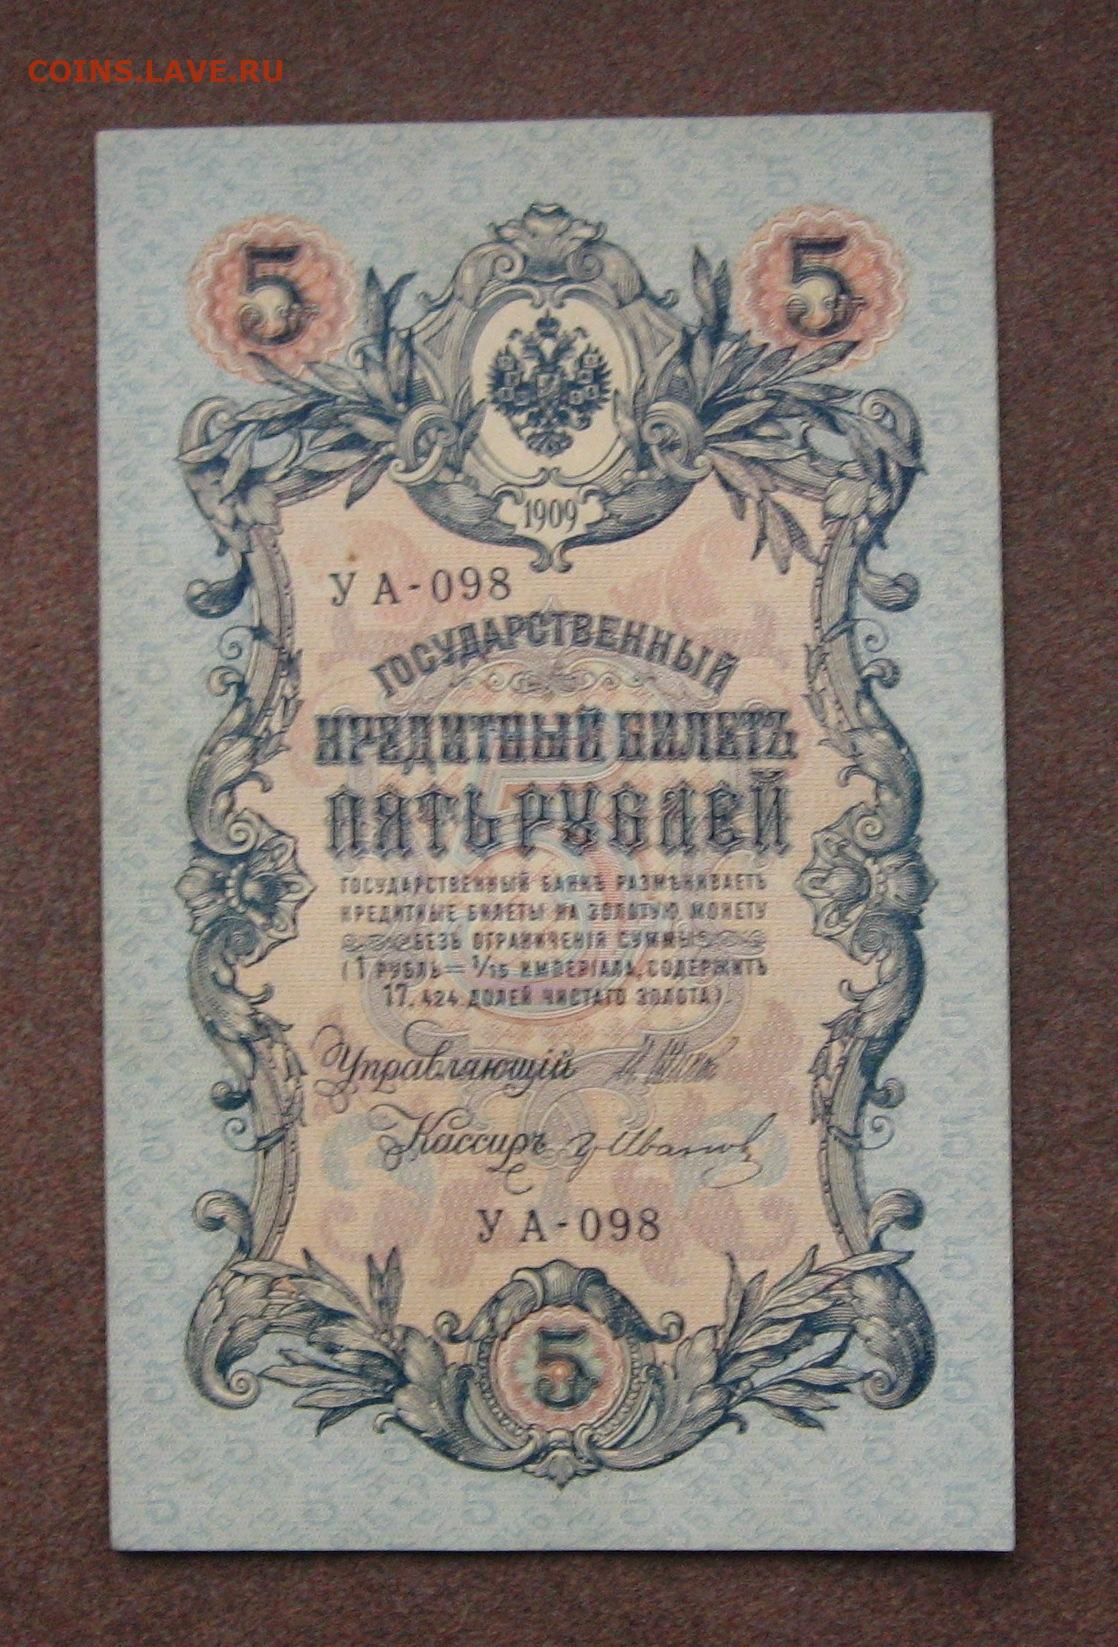 COINS.LAVE.RU
5 5
1909
УА-098
ГОСУДАРСТВЕННЫЙ
КРЕДИТНЫЙ БИЛЕТЪ
ПЯТЬ РУБЛЕЙ
ГОСУДАРСТВЕННЫЙ БАНКЪ РАЗМѢНИВАЕТЪ
КРЕДИТНЫЕ БИЛЕТЫ НА ЗОЛОТУЮ МОНЕТУ
БЕЗЪ ОГРАНИЧЕНІЯ СУММЫ
(1 РУБЛЬ = 1/15 ИМПЕРІАЛА, СОДЕРЖИТЪ
17,424 ДОЛЕЙ ЧИСТАГО ЗОЛОТА).
Управляющій
Кассиръ Гр. Иванов
УА-098
5